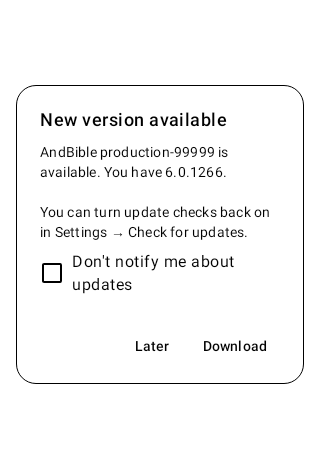 New version available
AndBible production-99999 is
available. You have 6.0.1266.
You can turn update checks back on
in Settings → Check for updates.
Don't notify me about
updates
Later
Download